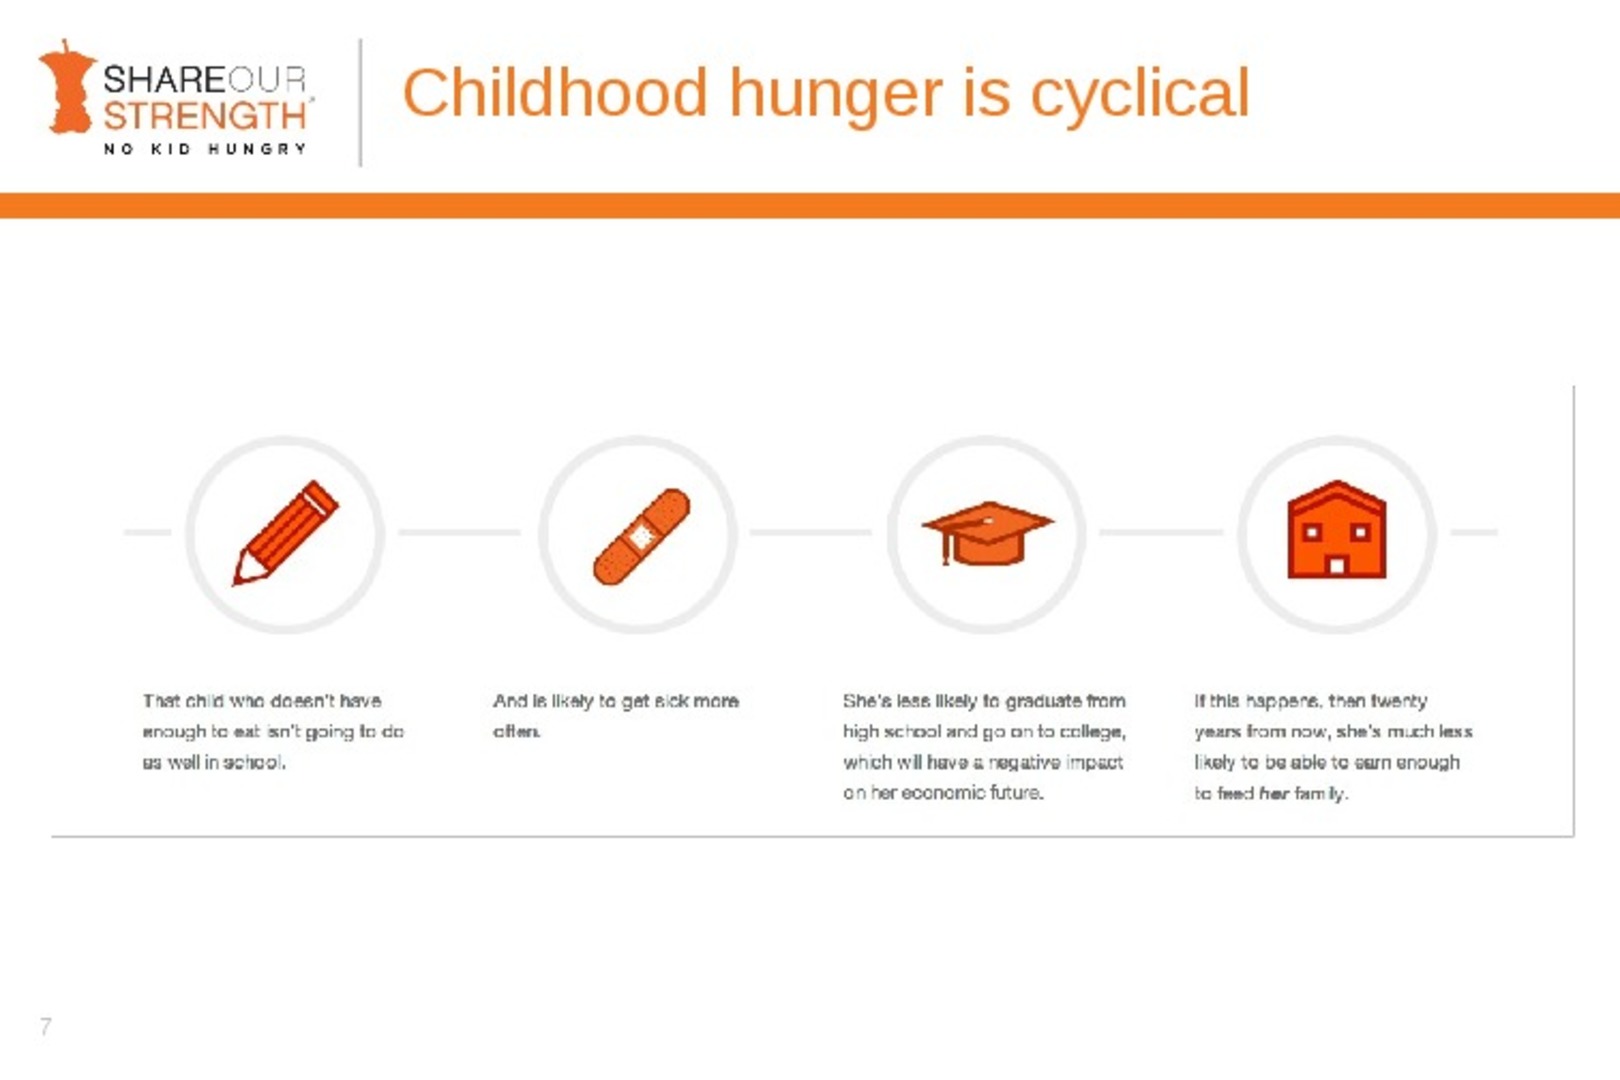 SHAREOUR
STRENGTH
NO KID HUNGRY
Childhood hunger is cyclical
That child who doesn't have
enough to eat isn't going to do
as well in school.
And is likely to get sick more
often.
She's less likely to graduate from
high school and go on to college,
which will have a negative impact
on her economic future.
If this happens, then twenty
years from now, she's much less
likely to be able to earn enough
to feed her family.
7